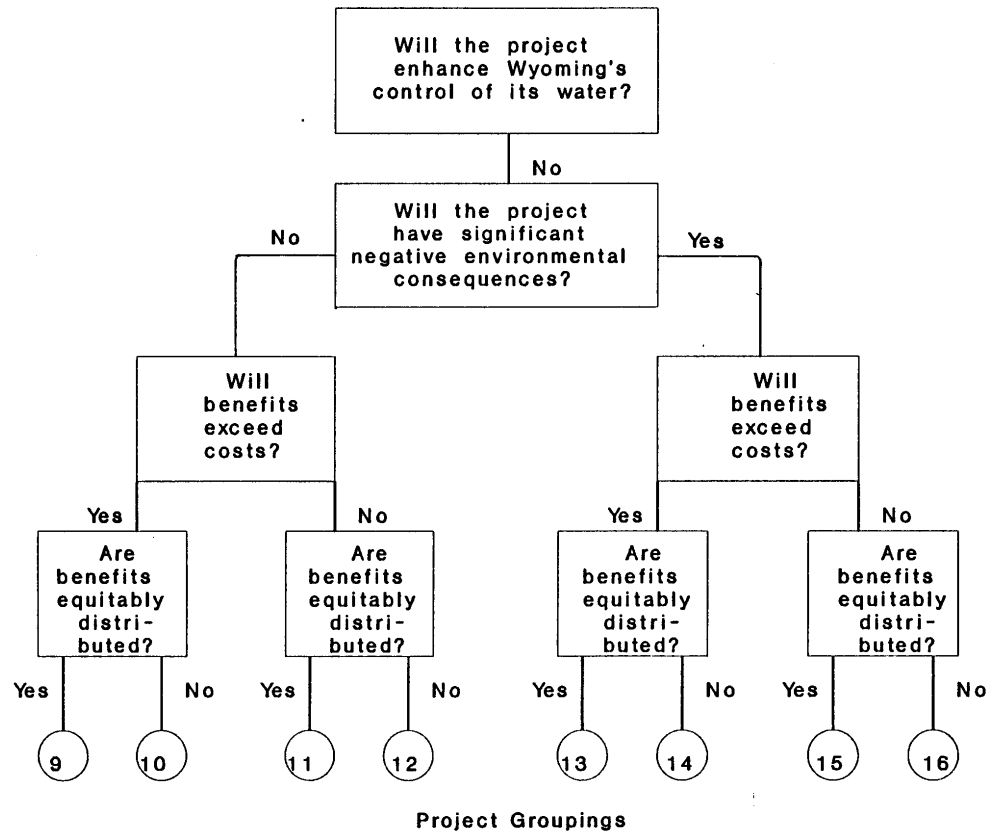 Will the project
enhance Wyoming's
control of its water?
No
Will the project
have significant
negative environmental
consequences?
No
Yes
Will
benefits
exceed
costs?
Will
benefits
exceed
costs?
Yes
No
Yes
No
Are
benefits
equitably
distri-
buted?
Are
benefits
equitably
distri-
buted?
Are
benefits
equitably
distri-
buted?
Are
benefits
equitably
distri-
buted?
Yes
No
Yes
No
Yes
No
Yes
No
9
10
11
12
13
14
15
16
Project Groupings